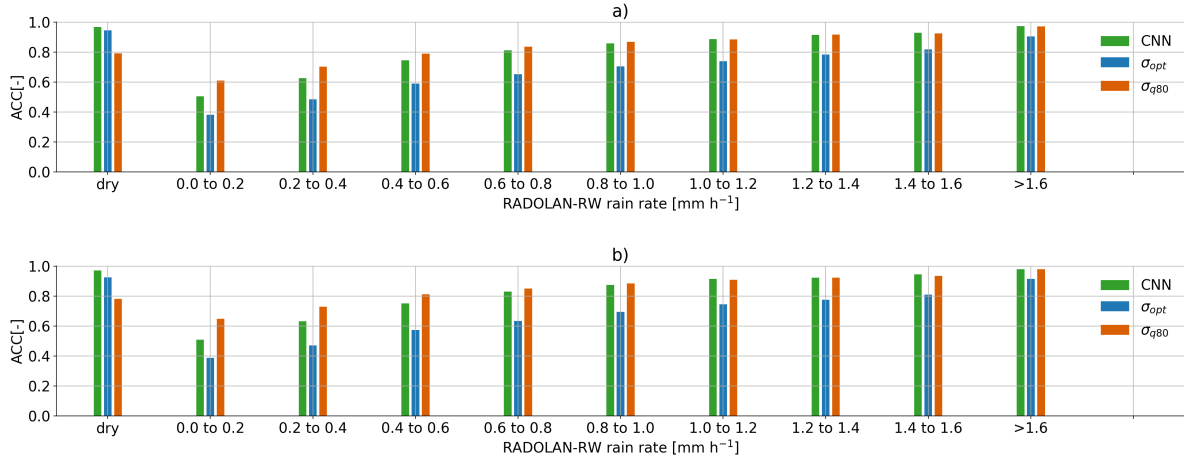 a)
1.0
0.8
0.6
0.4
0.2
0.0
ACC[-]
dry 0.0 to 0.2 0.2 to 0.4 0.4 to 0.6 0.6 to 0.8 0.8 to 1.0 1.0 to 1.2 1.2 to 1.4 1.4 to 1.6 >1.6
RADOLAN-RW rain rate [mm h⁻¹]
CNN
σopt
σq80
b)
1.0
0.8
0.6
0.4
0.2
0.0
ACC[-]
dry 0.0 to 0.2 0.2 to 0.4 0.4 to 0.6 0.6 to 0.8 0.8 to 1.0 1.0 to 1.2 1.2 to 1.4 1.4 to 1.6 >1.6
RADOLAN-RW rain rate [mm h⁻¹]
CNN
σopt
σq80